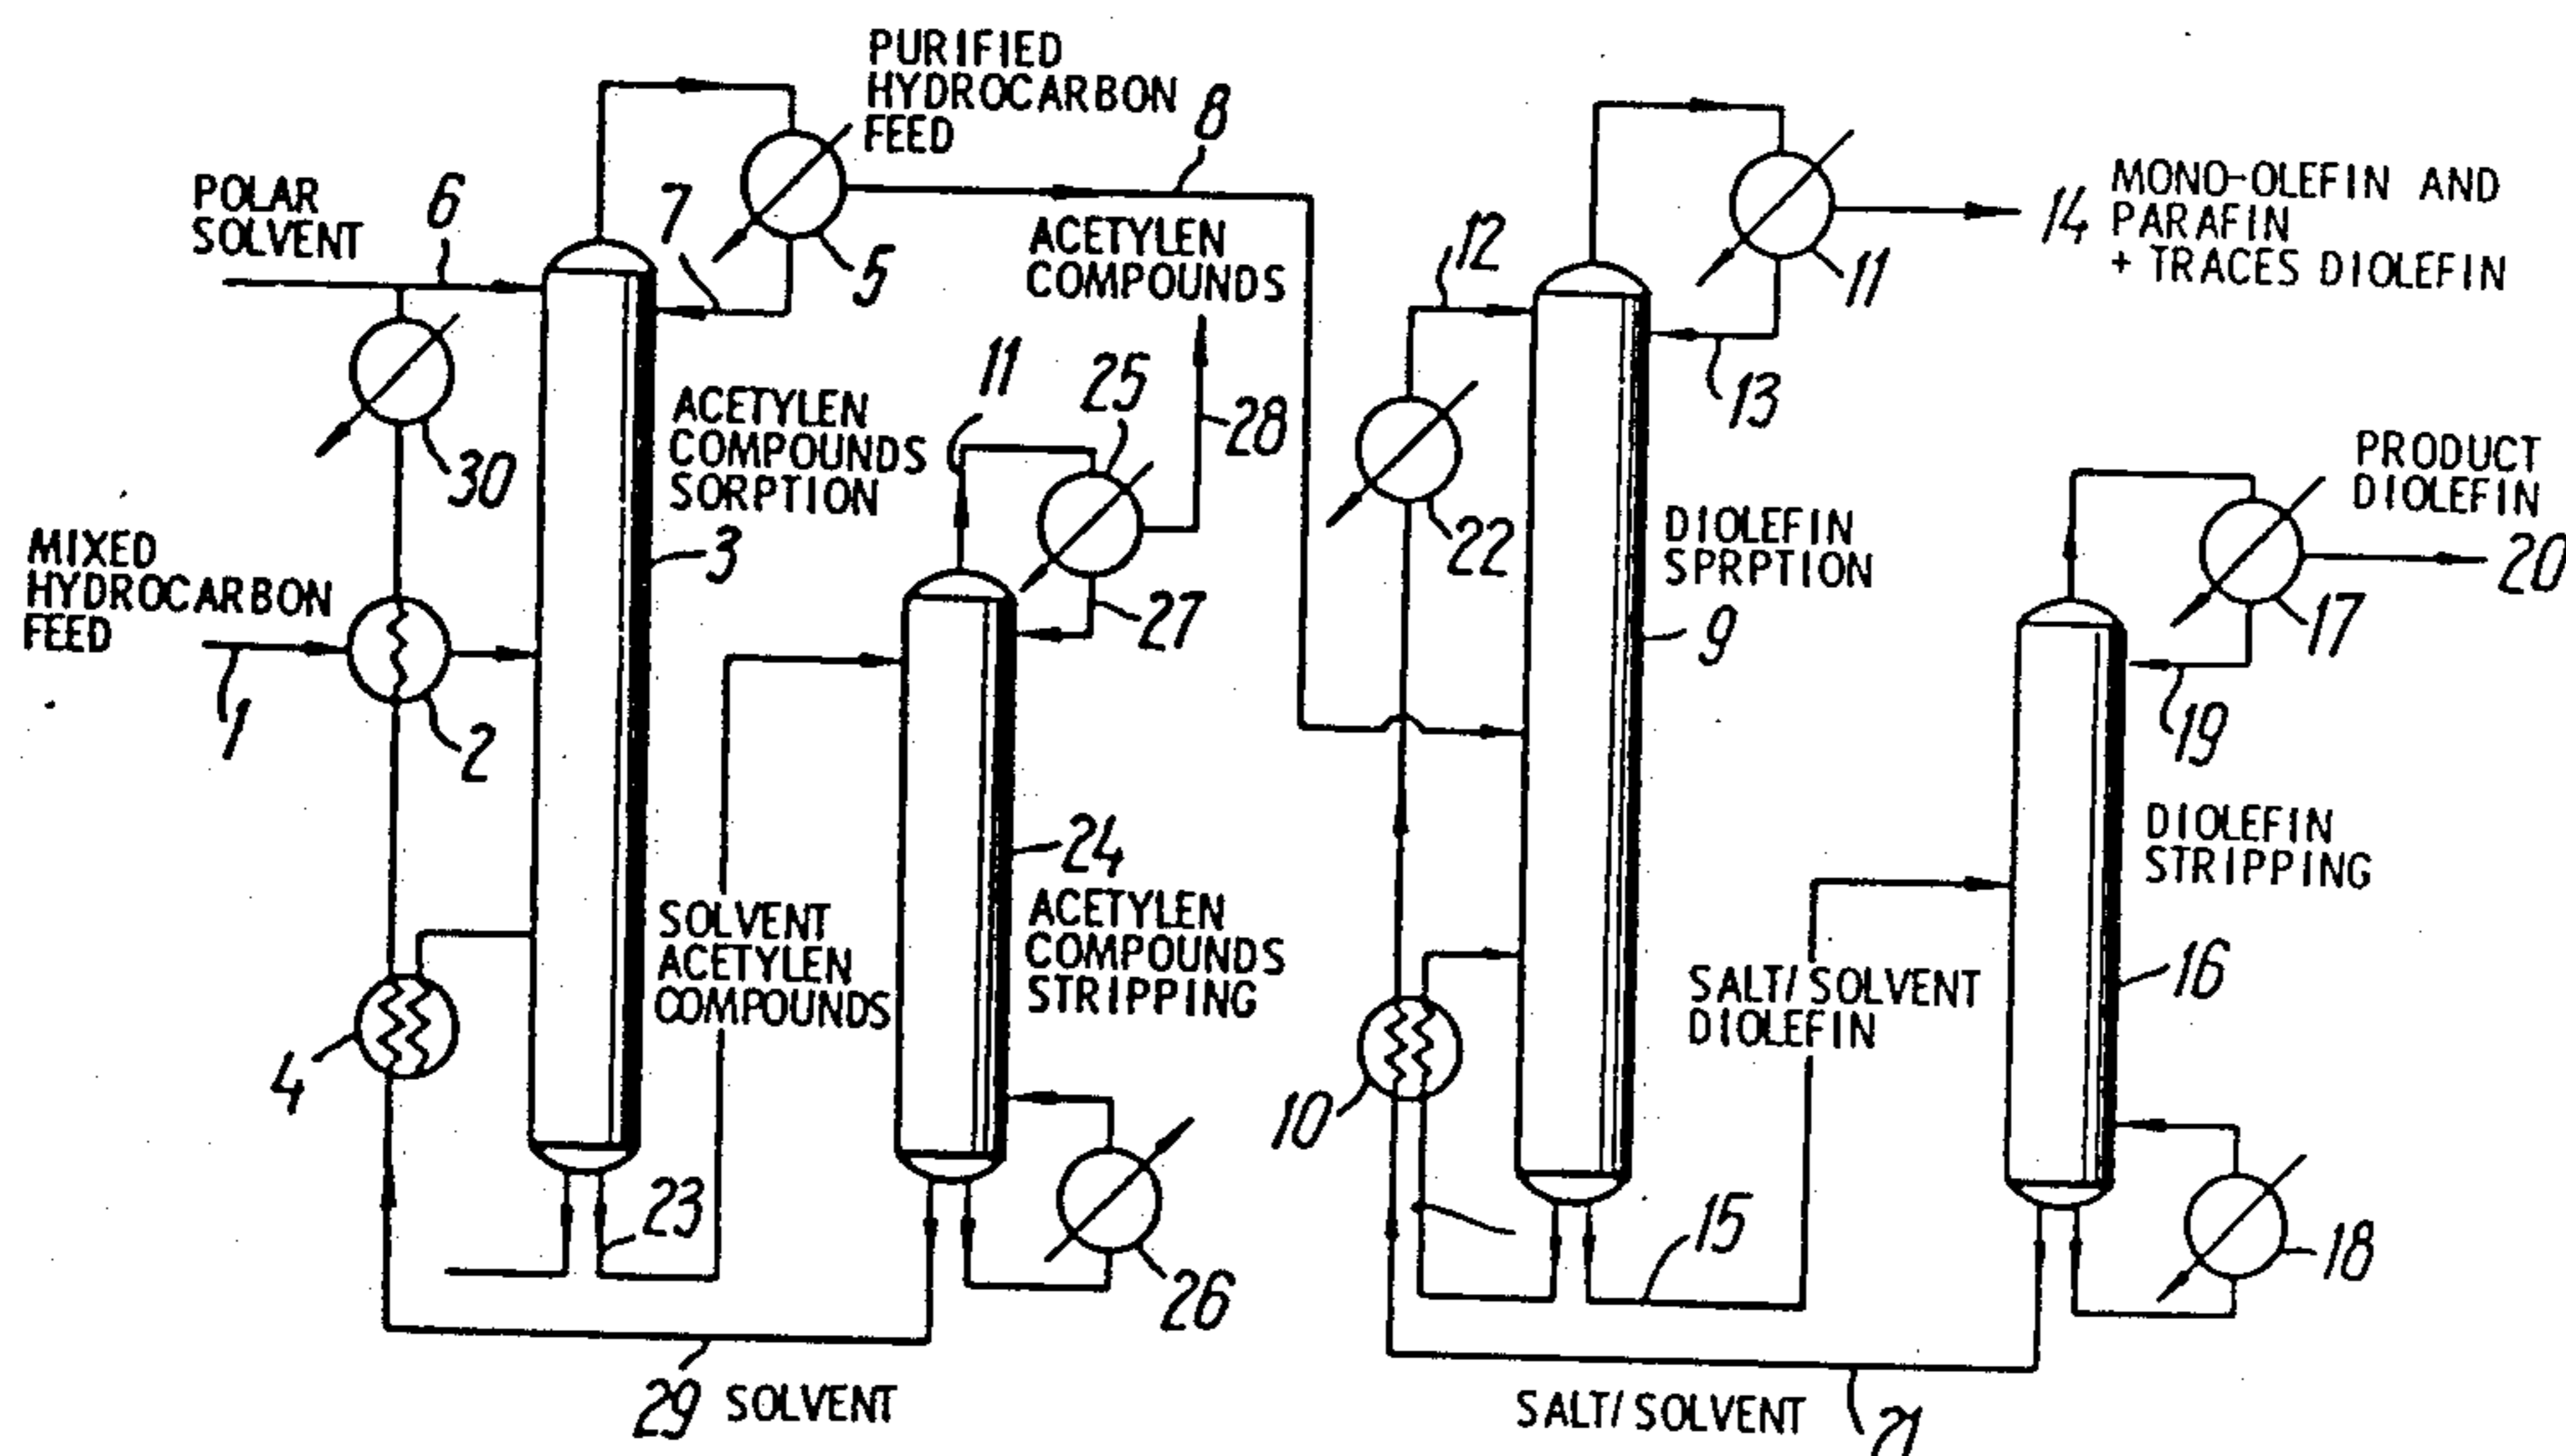 PURIFIED
HYDROCARBON
FEED
8
POLAR
SOLVENT
6
7
5
ACETYLEN
COMPOUNDS
12
14
MONO-OLEFIN AND
PARAFIN
+ TRACES DIOLEFIN
11
13
30
ACETYLEN
COMPOUNDS
SORPTION
3
11
25
28
27
22
DIOLEFIN
SPRPTION
9
PRODUCT
DIOLEFIN
20
17
19
MIXED
HYDROCARBON
FEED
1
2
4
SOLVENT
ACETYLEN
COMPOUNDS
24
ACETYLEN
COMPOUNDS
STRIPPING
10
SALT/SOLVENT
DIOLEFIN
DIOLEFIN
STRIPPING
16
23
26
15
18
29 SOLVENT
SALT/SOLVENT
21